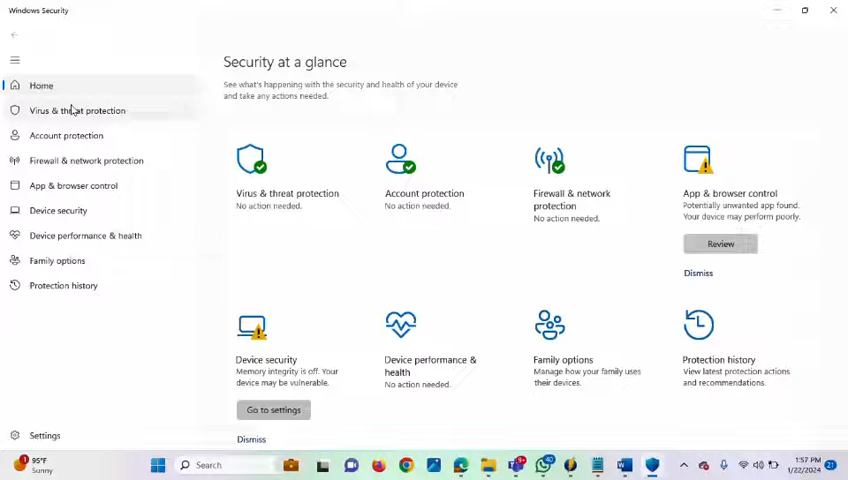 Windows Security
Home
Virus & threat protection
Account protection
Firewall & network protection
App & browser control
Device security
Device performance & health
Family options
Protection history
Settings
Security at a glance
See what's happening with the security and health of your device
and take any actions needed.
Virus & threat protection
No action needed.
Account protection
No action needed.
Firewall & network
protection
No action needed.
App & browser control
Potentially unwanted app found.
Your device may perform poorly.
Review
Dismiss
Device security
Memory integrity is off. Your
device may be vulnerable.
Go to settings
Dismiss
Device performance &
health
No action needed.
Family options
Manage how your family uses
their devices.
Protection history
View latest protection actions
and recommendations.
1
95°F
Sunny
Search
9+
40
1:57 PM
1/22/2024
21